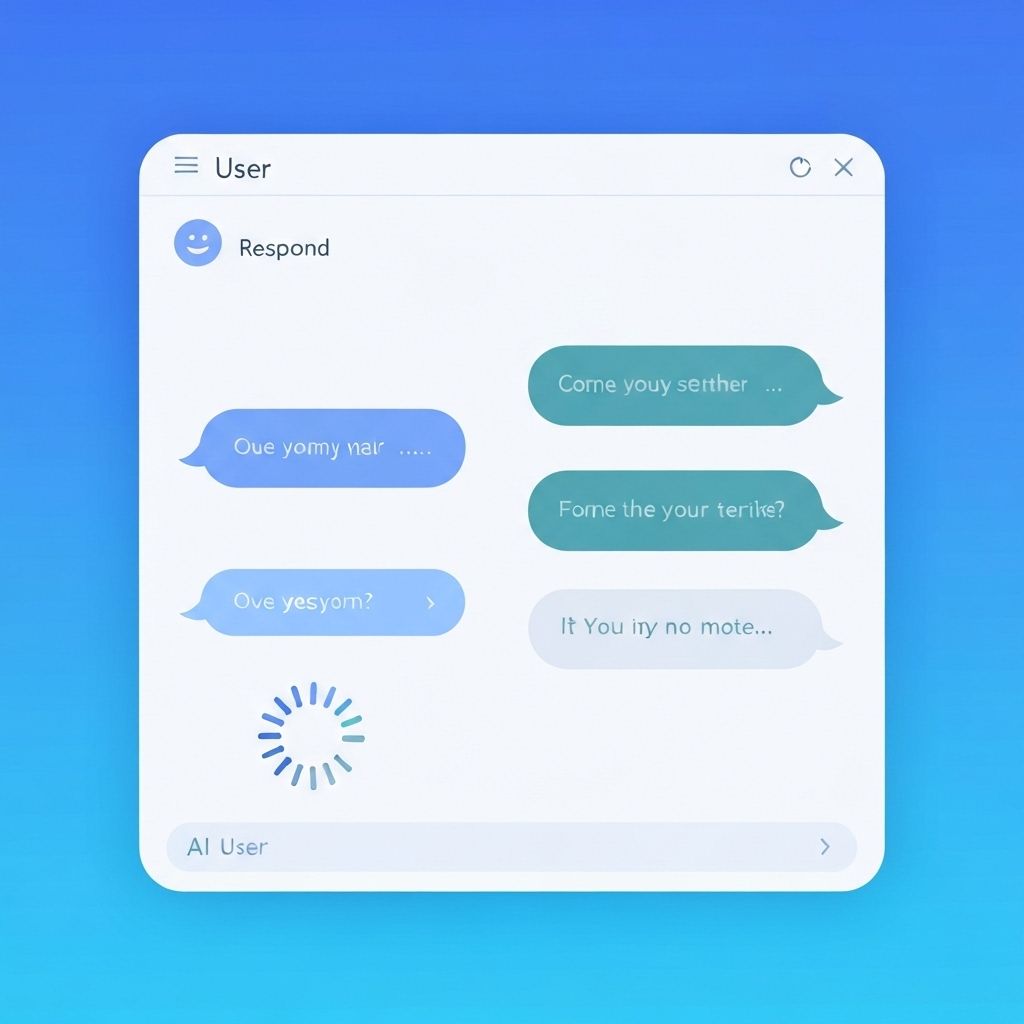 User
Respond
Come youy serther ...
Oue yomy nair .....
Fome the your terike?
Ove yesyom?
It You iry no mote...
AI User